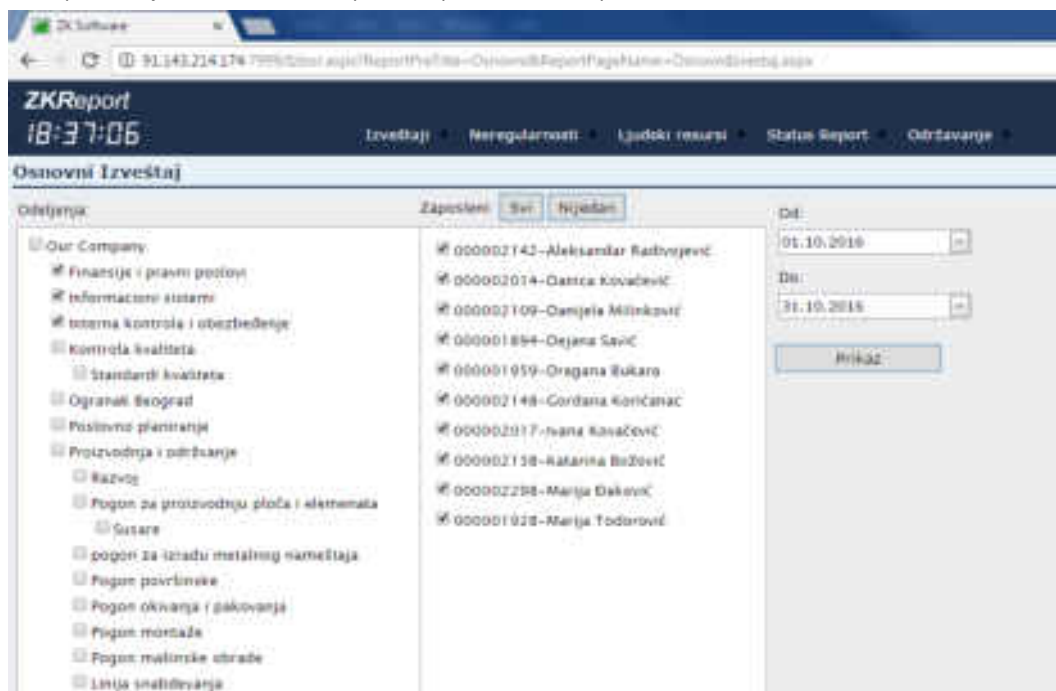 ZK Software
91.143.214.174
ZKReport
18:37:06
Izveštaji Neregularnosti Ljudski resursi Status Report Održavanje
Osnovni Izveštaj
Odeljenja:
Our Company
Finansije i pravni poslovi
Informacioni sistemi
Interna kontrola i obezbeđenje
Kontrola kvaliteta
Standardi kvaliteta
Ogranak Beograd
Poslovno planiranje
Proizvodnja i održavanje
Razvoj
Pogon za proizvodnju ploča i elemenata
Susare
pogon za izradu metalnog nameštaja
Pogon površinske
Pogon okivanja i pakovanja
Pogon montaže
Pogon mašinske obrade
Linija snabdevanja
Zaposleni: Svi Nijedan
000002142-Aleksandar Radivojević
000002014-Danica Kovačević
000002109-Danijela Milinković
000001894-Dejana Savić
000001959-Dragana Bukara
000002148-Gordana Koričanac
000002017-Ivana Kovačević
000002138-Katarina Božović
000002298-Marija Đaković
000001928-Marija Todorović
Od:
01.10.2016
Do:
31.10.2016
Prikaz